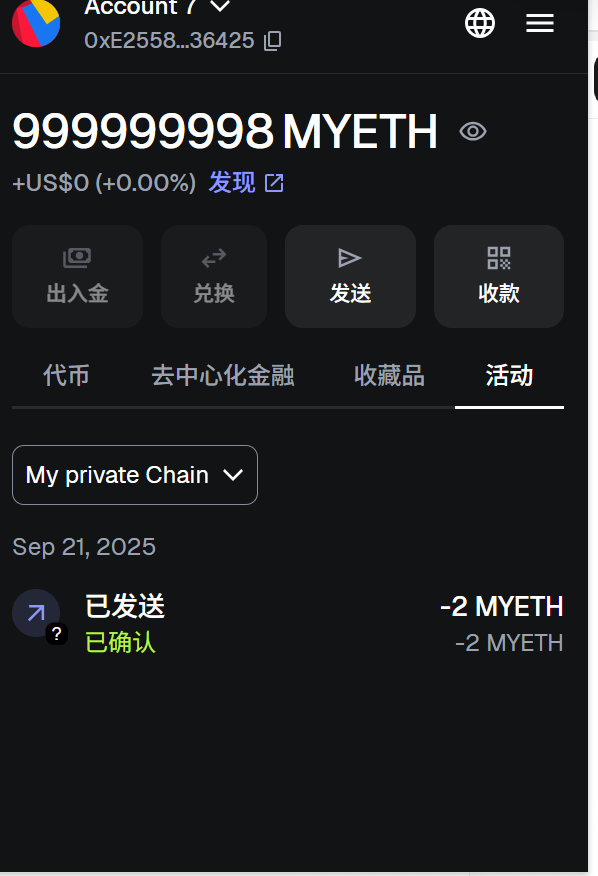 Account 7
0xE2558...36425
999999998 MYETH
+US$0 (+0.00%) 发现
出入金 兑换 发送 收款
代币 去中心化金融 收藏品 活动
My private Chain
Sep 21, 2025
已发送 -2 MYETH
? 已确认 -2 MYETH